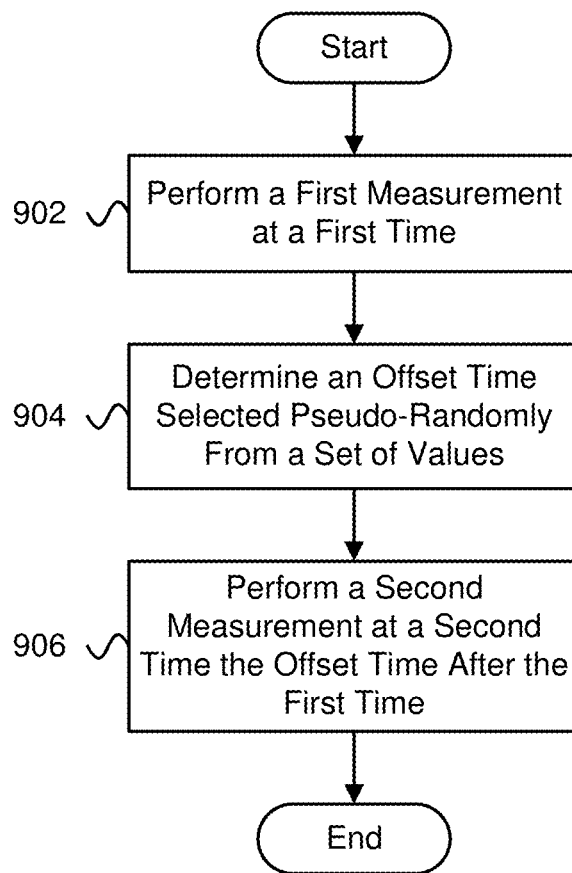 Start
902
Perform a First Measurement
at a First Time
904
Determine an Offset Time
Selected Pseudo-Randomly
From a Set of Values
906
Perform a Second
Measurement at a Second
Time the Offset Time After the
First Time
End